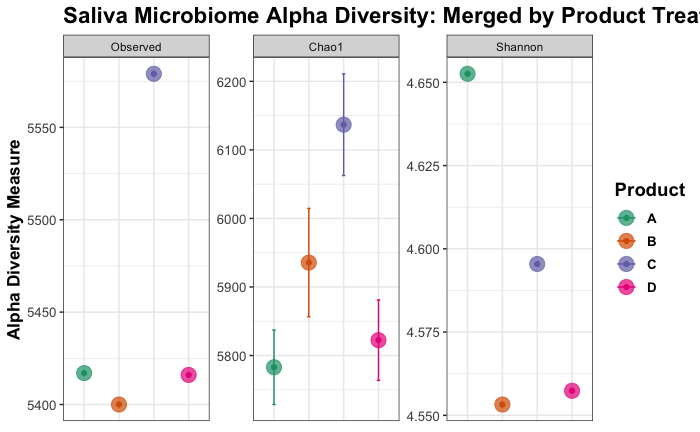 Saliva Microbiome Alpha Diversity: Merged by Product
Observed
Chao1
Shannon
Alpha Diversity Measure
5550
5500
5450
5400
6200
6100
6000
5900
5800
4.650
4.625
4.600
4.575
4.550
Product
A
B
C
D